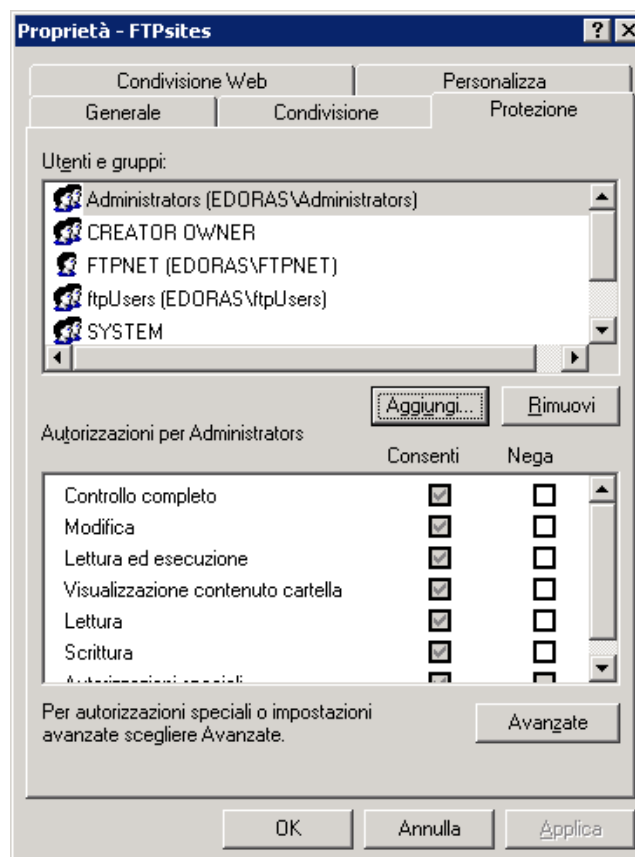 Proprietà - FTPsites
Condivisione Web
Personalizza
Generale
Condivisione
Protezione
Utenti e gruppi:
Administrators (EDORAS\Administrators)
CREATOR OWNER
FTPNET (EDORAS\FTPNET)
ftpUsers (EDORAS\ftpUsers)
SYSTEM
Aggiungi...
Rimuovi
Autorizzazioni per Administrators
Consenti
Nega
Controllo completo
Modifica
Lettura ed esecuzione
Visualizzazione contenuto cartella
Lettura
Scrittura
Autorizzazioni speciali
Per autorizzazioni speciali o impostazioni
avanzate scegliere Avanzate.
Avanzate
OK
Annulla
Applica